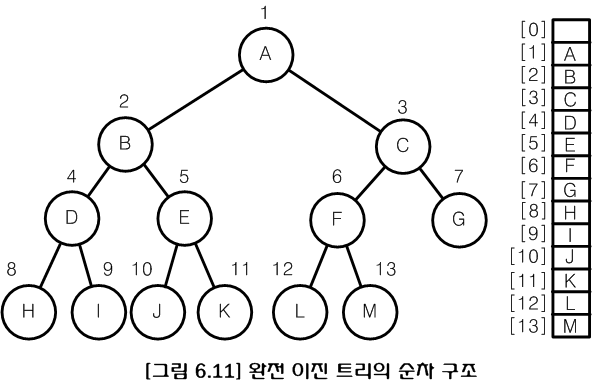 1
A
2
B
3
C
4
D
5
E
6
F
7
G
8
H
9
I
10
J
11
K
12
L
13
M
[0]
[1] A
[2] B
[3] C
[4] D
[5] E
[6] F
[7] G
[8] H
[9] I
[10] J
[11] K
[12] L
[13] M
[그림 6.11] 완전 이진 트리의 순차 구조